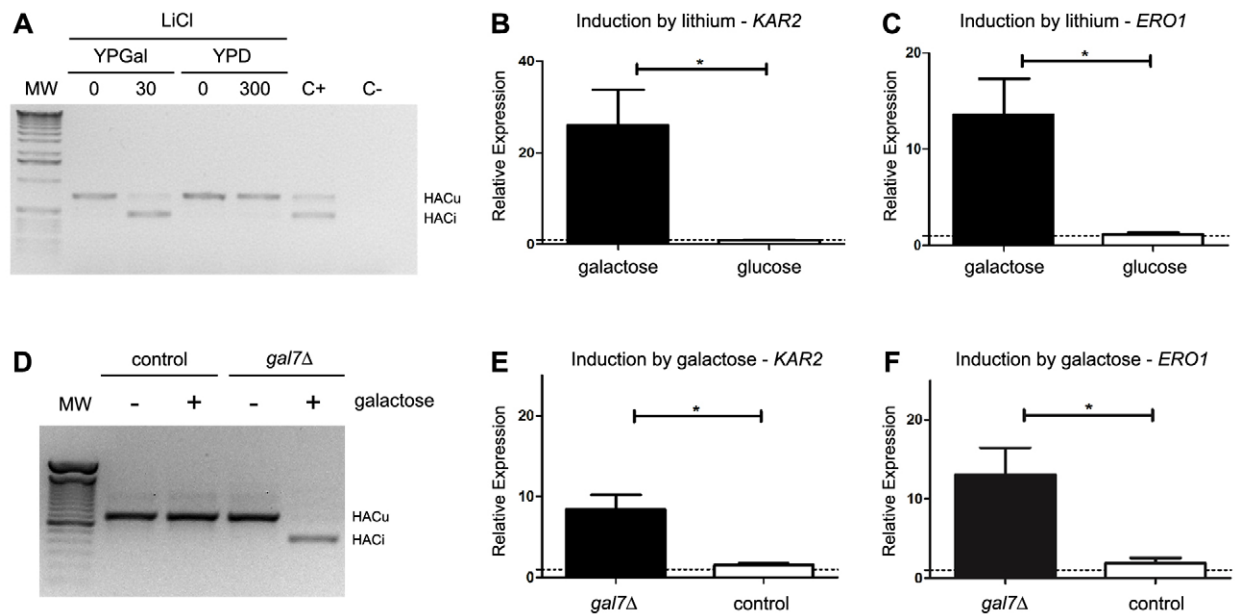 A
LiCl
YPGal YPD
MW 0 30 0 300 C+ C-
HACu
HACi
B
Induction by lithium - KAR2
Relative Expression
40
20
0
*
galactose glucose
C
Induction by lithium - ERO1
Relative Expression
20
10
0
*
galactose glucose
D
control gal7Δ
MW - + - + galactose
HACu
HACi
E
Induction by galactose - KAR2
Relative Expression
20
10
0
*
gal7Δ control
F
Induction by galactose - ERO1
Relative Expression
20
10
0
*
gal7Δ control